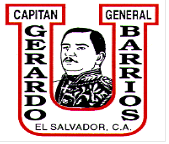 CAPITAN GENERAL
GERARDO
BARRIOS
EL SALVADOR, C.A.